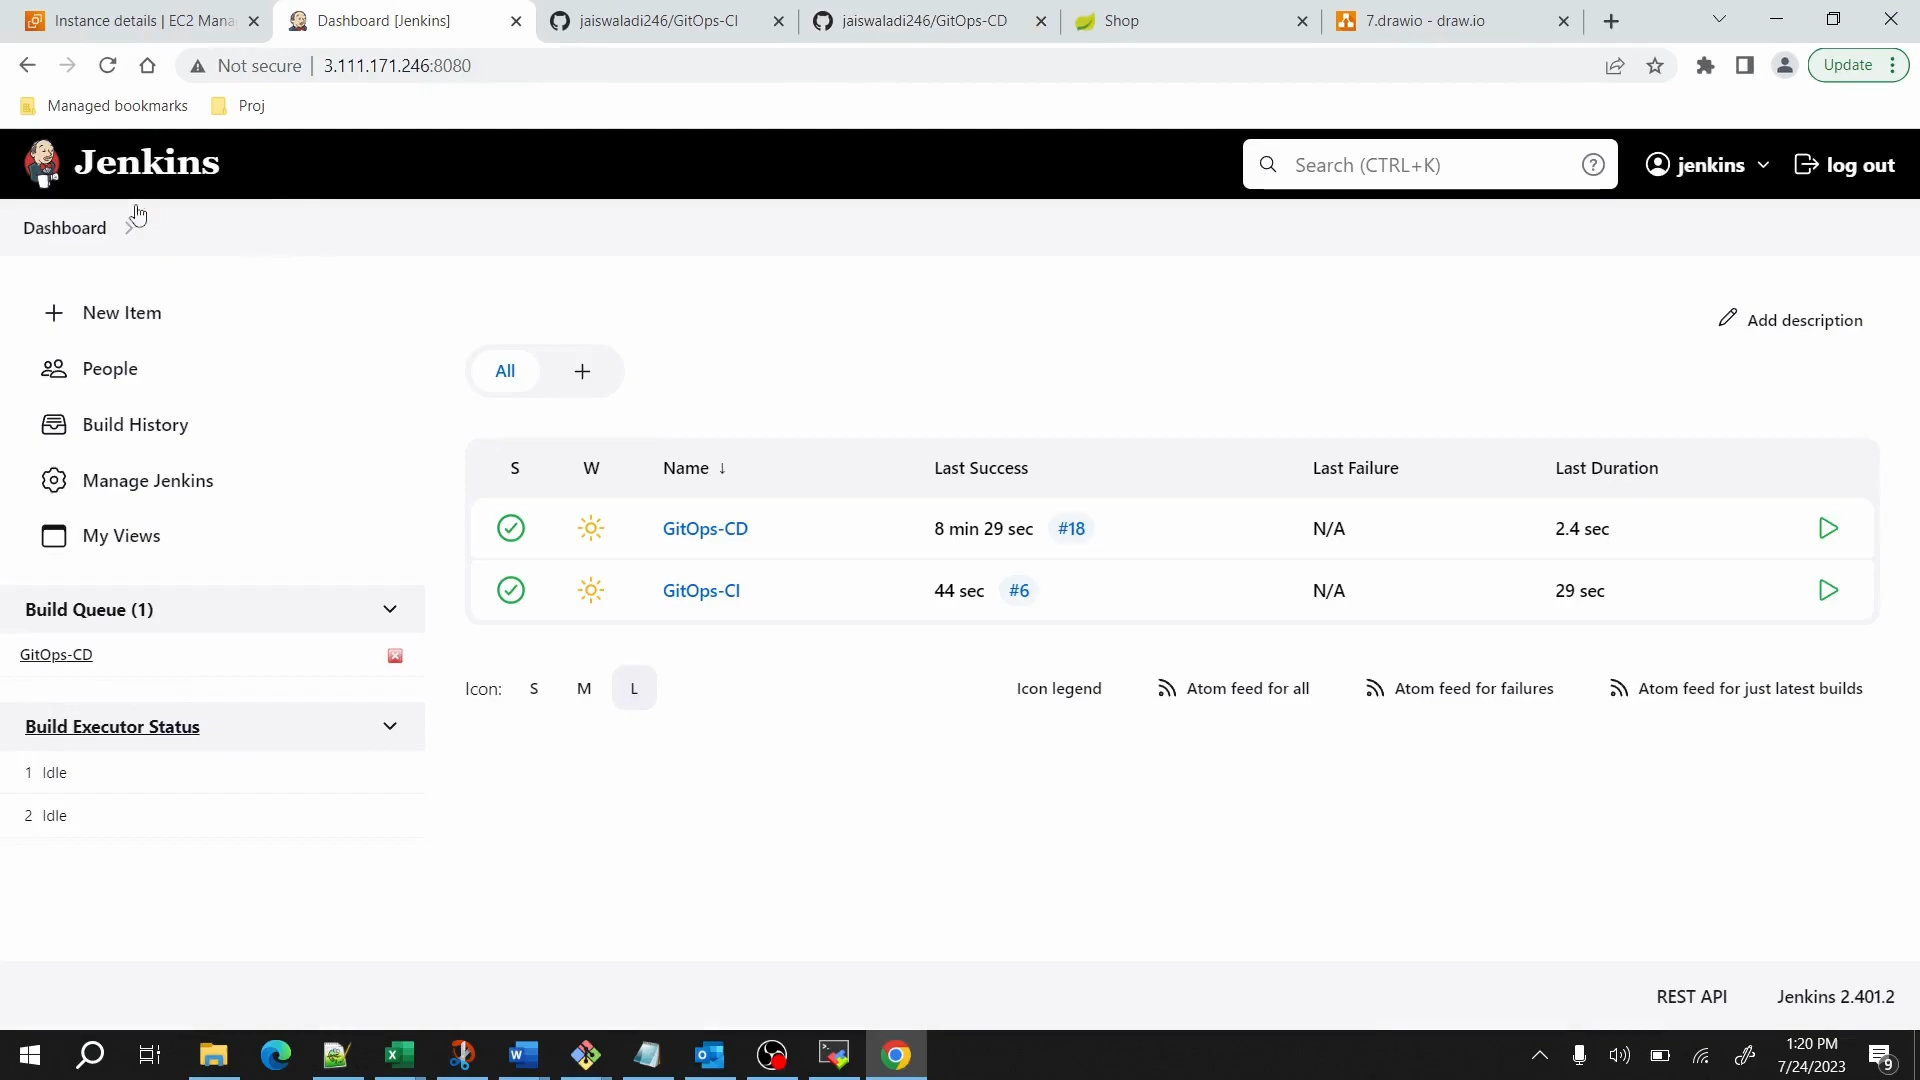 Instance details | EC2 Mana
Dashboard [Jenkins]
jaiswaladi246/GitOps-CI
jaiswaladi246/GitOps-CD
Shop
7.drawio - draw.io
Not secure | 3.111.171.246:8080
Update
Managed bookmarks
Proj
Jenkins
Search (CTRL+K)
jenkins
log out
Dashboard
New Item
People
Build History
Manage Jenkins
My Views
Add description
All
S W Name ↓ Last Success Last Failure Last Duration
GitOps-CD 8 min 29 sec #18 N/A 2.4 sec
GitOps-CI 44 sec #6 N/A 29 sec
Build Queue (1)
GitOps-CD
Build Executor Status
1 Idle
2 Idle
Icon: S M L
Icon legend
Atom feed for all
Atom feed for failures
Atom feed for just latest builds
REST API
Jenkins 2.401.2
1:20 PM
7/24/2023
9